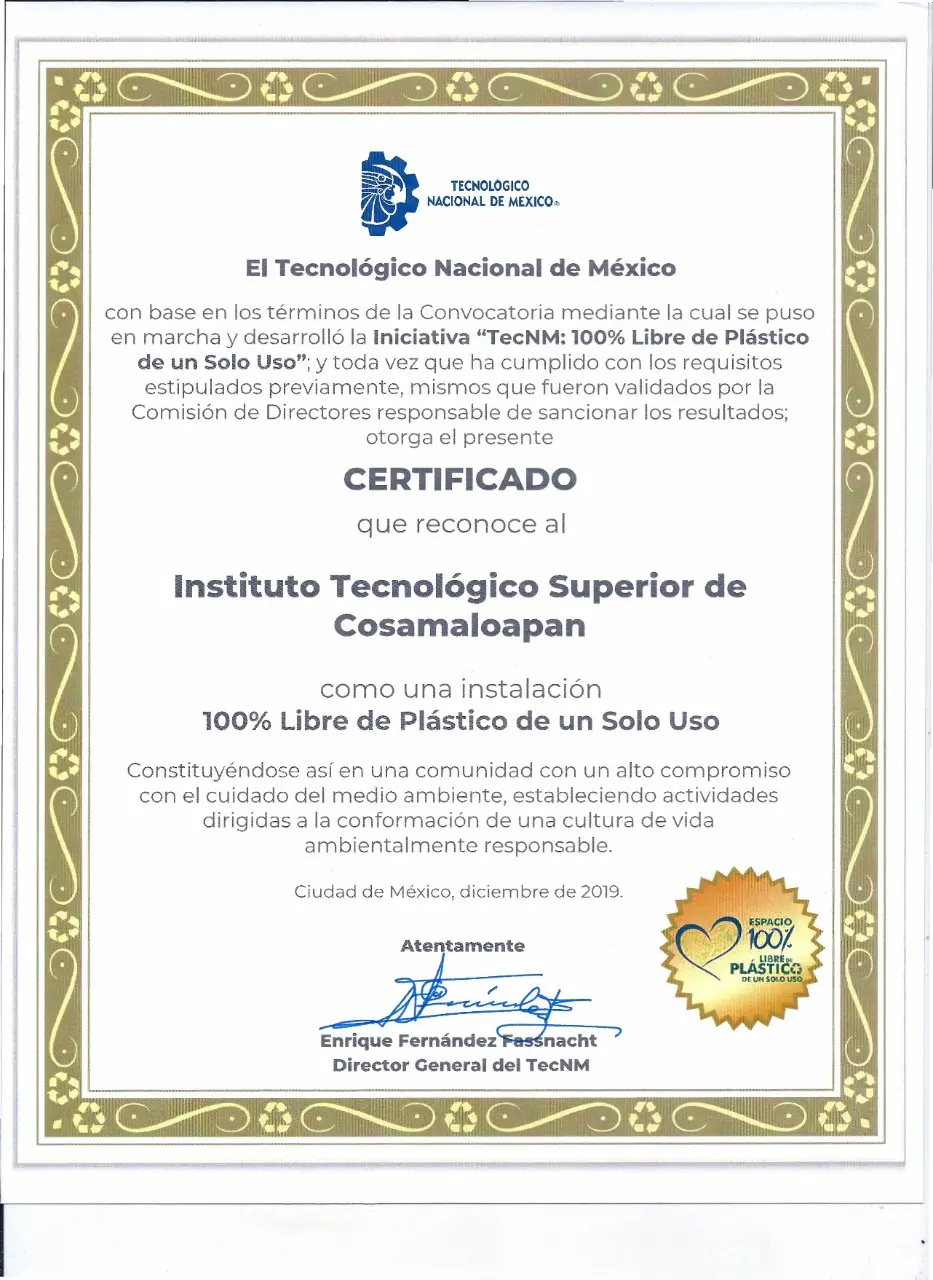 TECNOLÓGICO
NACIONAL DE MÉXICO®
El Tecnológico Nacional de México
con base en los términos de la Convocatoria mediante la cual se puso
en marcha y desarrolló la Iniciativa “TecNM: 100% Libre de Plástico
de un Solo Uso”; y toda vez que ha cumplido con los requisitos
estipulados previamente, mismos que fueron validados por la
Comisión de Directores responsable de sancionar los resultados;
otorga el presente
CERTIFICADO
que reconoce al
Instituto Tecnológico Superior de
Cosamaloapan
como una instalación
100% Libre de Plástico de un Solo Uso
Constituyéndose así en una comunidad con un alto compromiso
con el cuidado del medio ambiente, estableciendo actividades
dirigidas a la conformación de una cultura de vida
ambientalmente responsable.
Ciudad de México, diciembre de 2019.
ESPACIO
100%
LIBRE DE
PLÁSTICO
DE UN SOLO USO
Atentamente
Enrique Fernández Fassnacht
Director General del TecNM